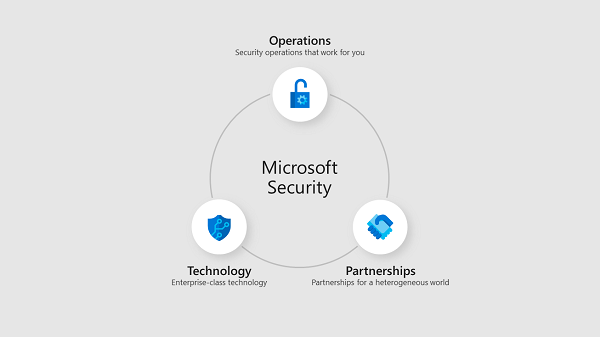 Operations
Security operations that work for you
Microsoft
Security
Technology
Enterprise-class technology
Partnerships
Partnerships for a heterogeneous world